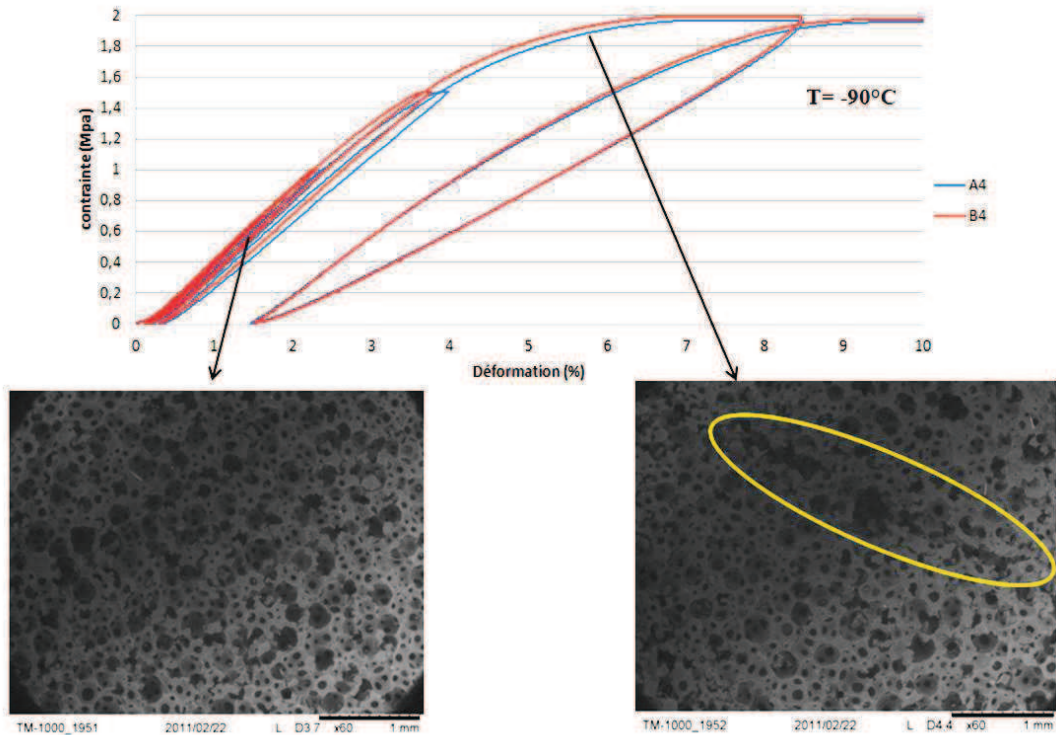 2
1,8
1,6
1,4
1,2
1
0,8
0,6
0,4
0,2
0
contrainte(Mpa)
T= -90°C
A4
B4
0 1 2 3 4 5 6 7 8 9 10
Déformation (%)
TM-1000_1951 2011/02/22 L D3.7 x60 1 mm
TM-1000_1952 2011/02/22 L D4.4 x60 1 mm